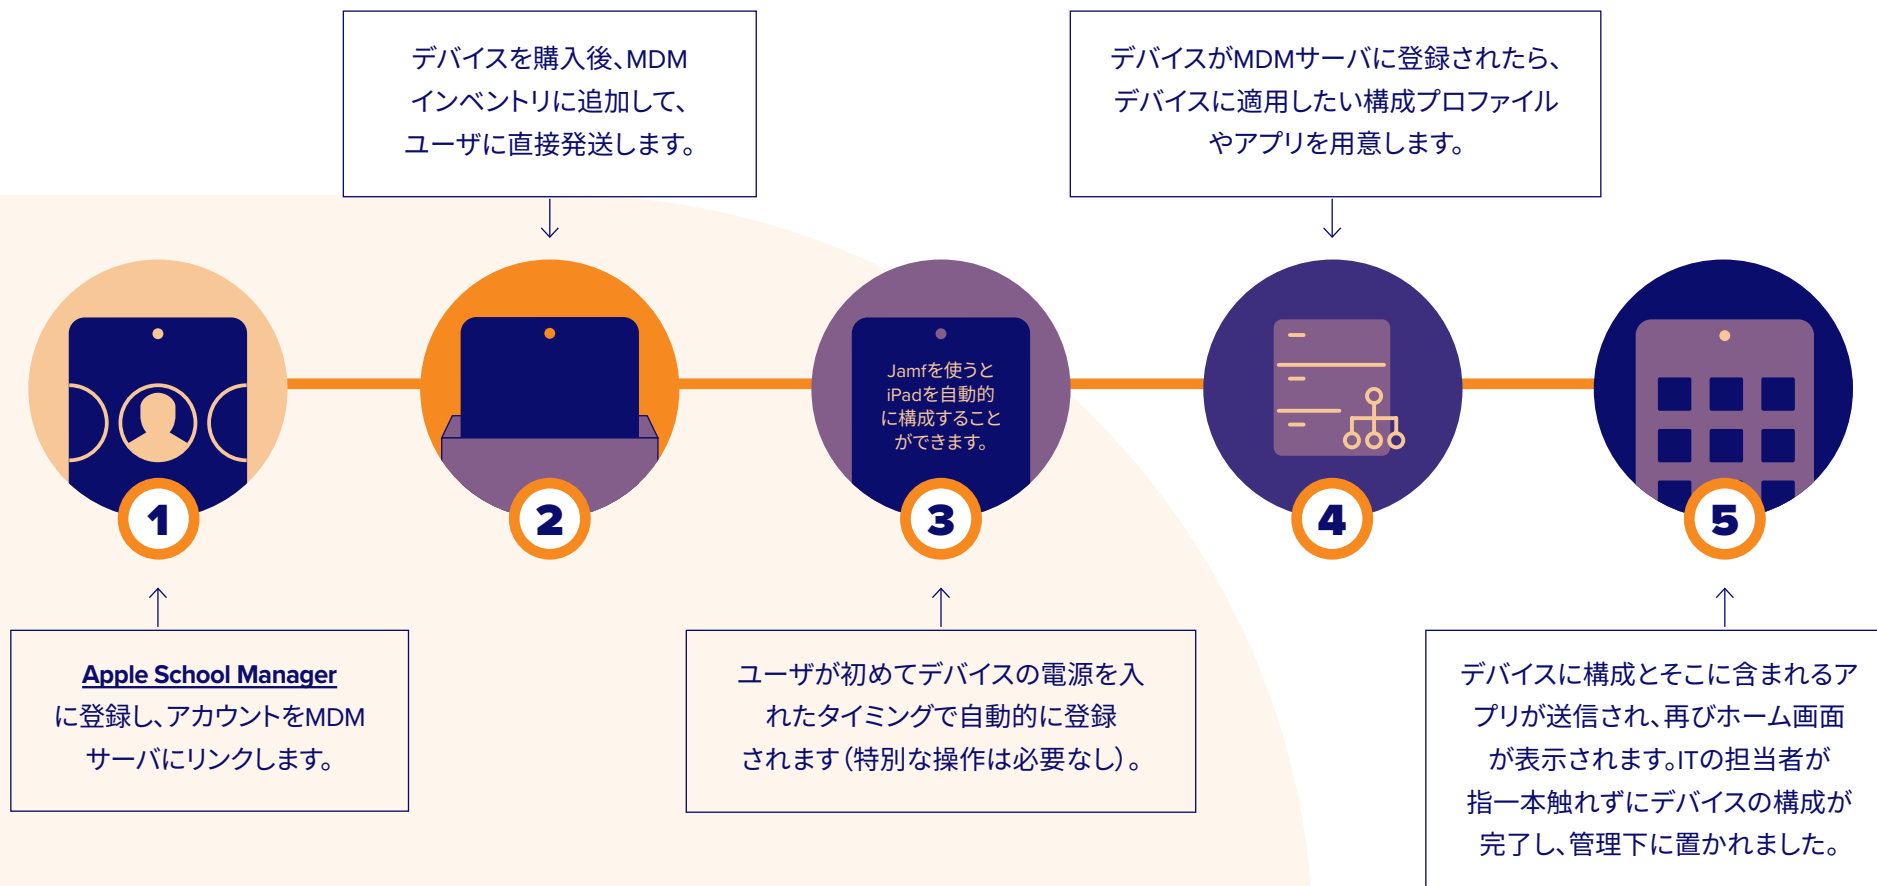 デバイスを購入後、MDM
インベントリに追加して、
ユーザに直接発送します。
デバイスがMDMサーバに登録されたら、
デバイスに適用したい構成プロファイル
やアプリを用意します。
Jamfを使うと
iPadを自動的
に構成すること
ができます。
1
2
3
4
5
Apple School Manager
に登録し、アカウントをMDM
サーバにリンクします。
ユーザが初めてデバイスの電源を入
れたタイミングで自動的に登録
されます（特別な操作は必要なし）。
デバイスに構成とそこに含まれるア
プリが送信され、再びホーム画面
が表示されます。ITの担当者が
指一本触れずにデバイスの構成が
完了し、管理下に置かれました。